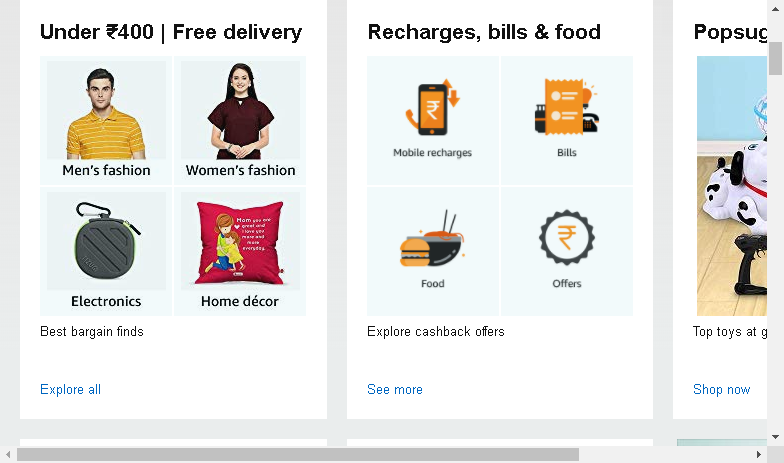 Under ₹400 | Free delivery
Men's fashion
Women's fashion
Electronics
Mom you are
great and
I love you
more and
more
everyday.
Home décor
Best bargain finds
Explore all
Recharges, bills & food
Mobile recharges
Bills
Food
Offers
Explore cashback offers
See more
Popsug
Top toys at g
Shop now